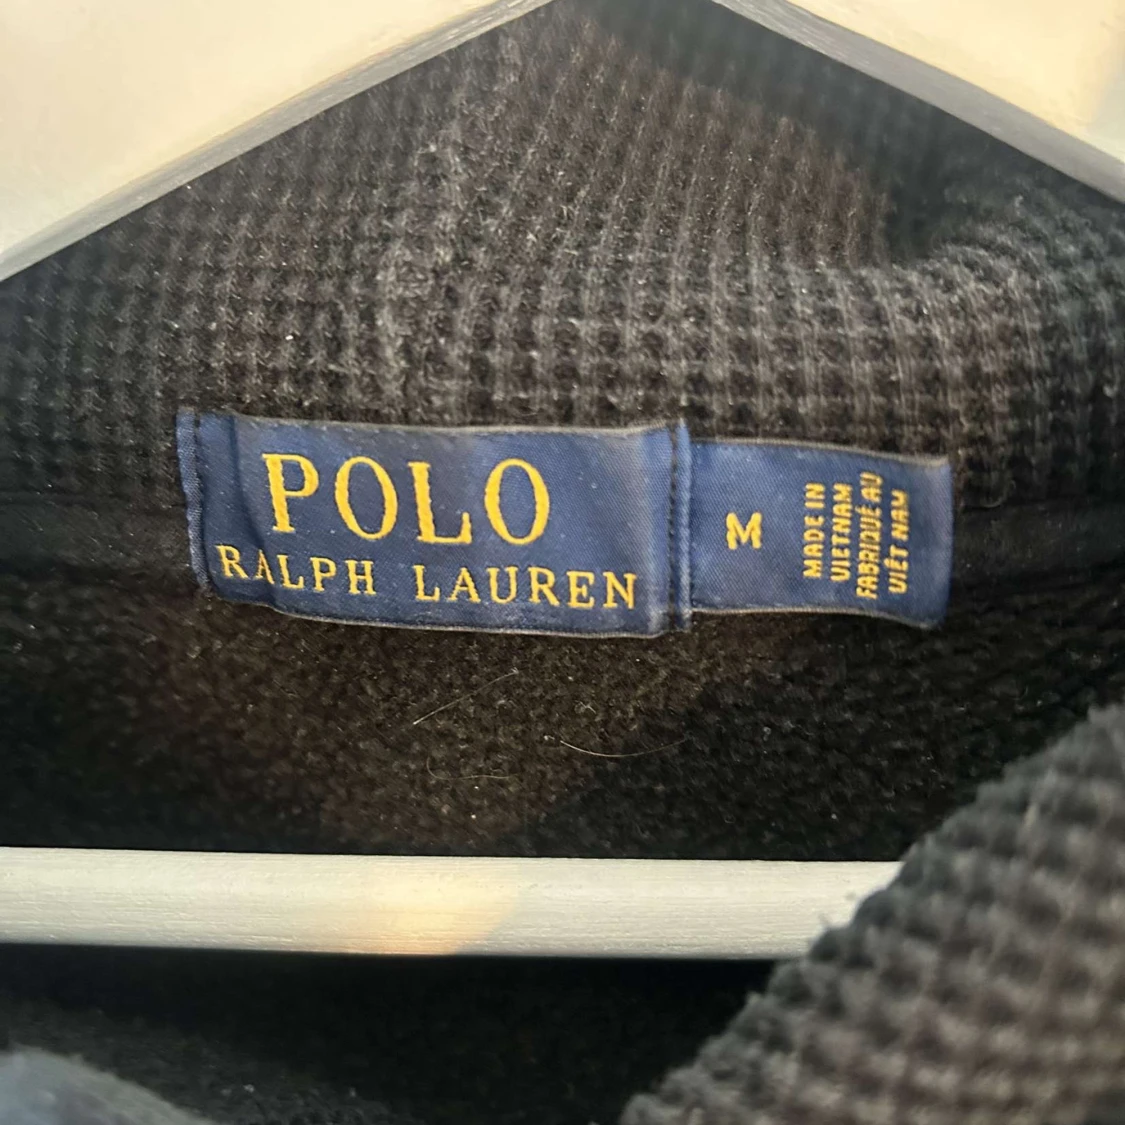 POLO
RALPH LAUREN
M
MADE IN
VIETNAM
FABRIQUÉ AU
VIÊT NAM